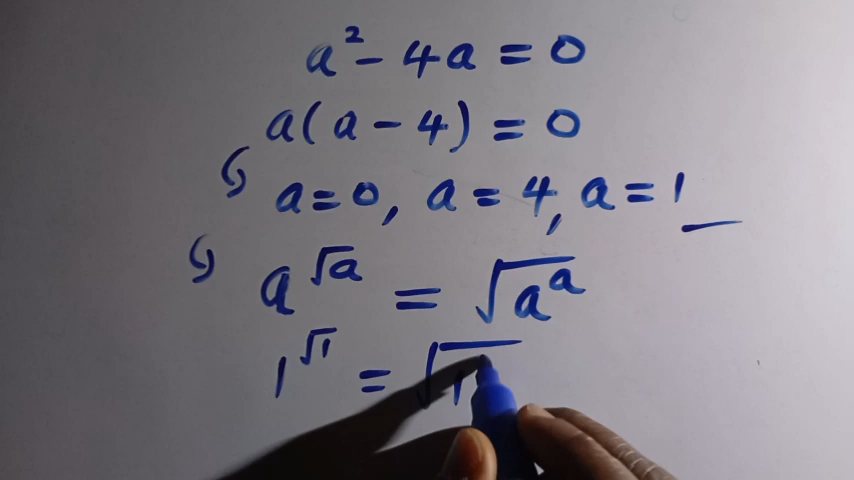 a² - 4a = 0
a(a - 4) = 0
a = 0, a = 4, a = 1
a^√a = √a^a
1^√1 = √1